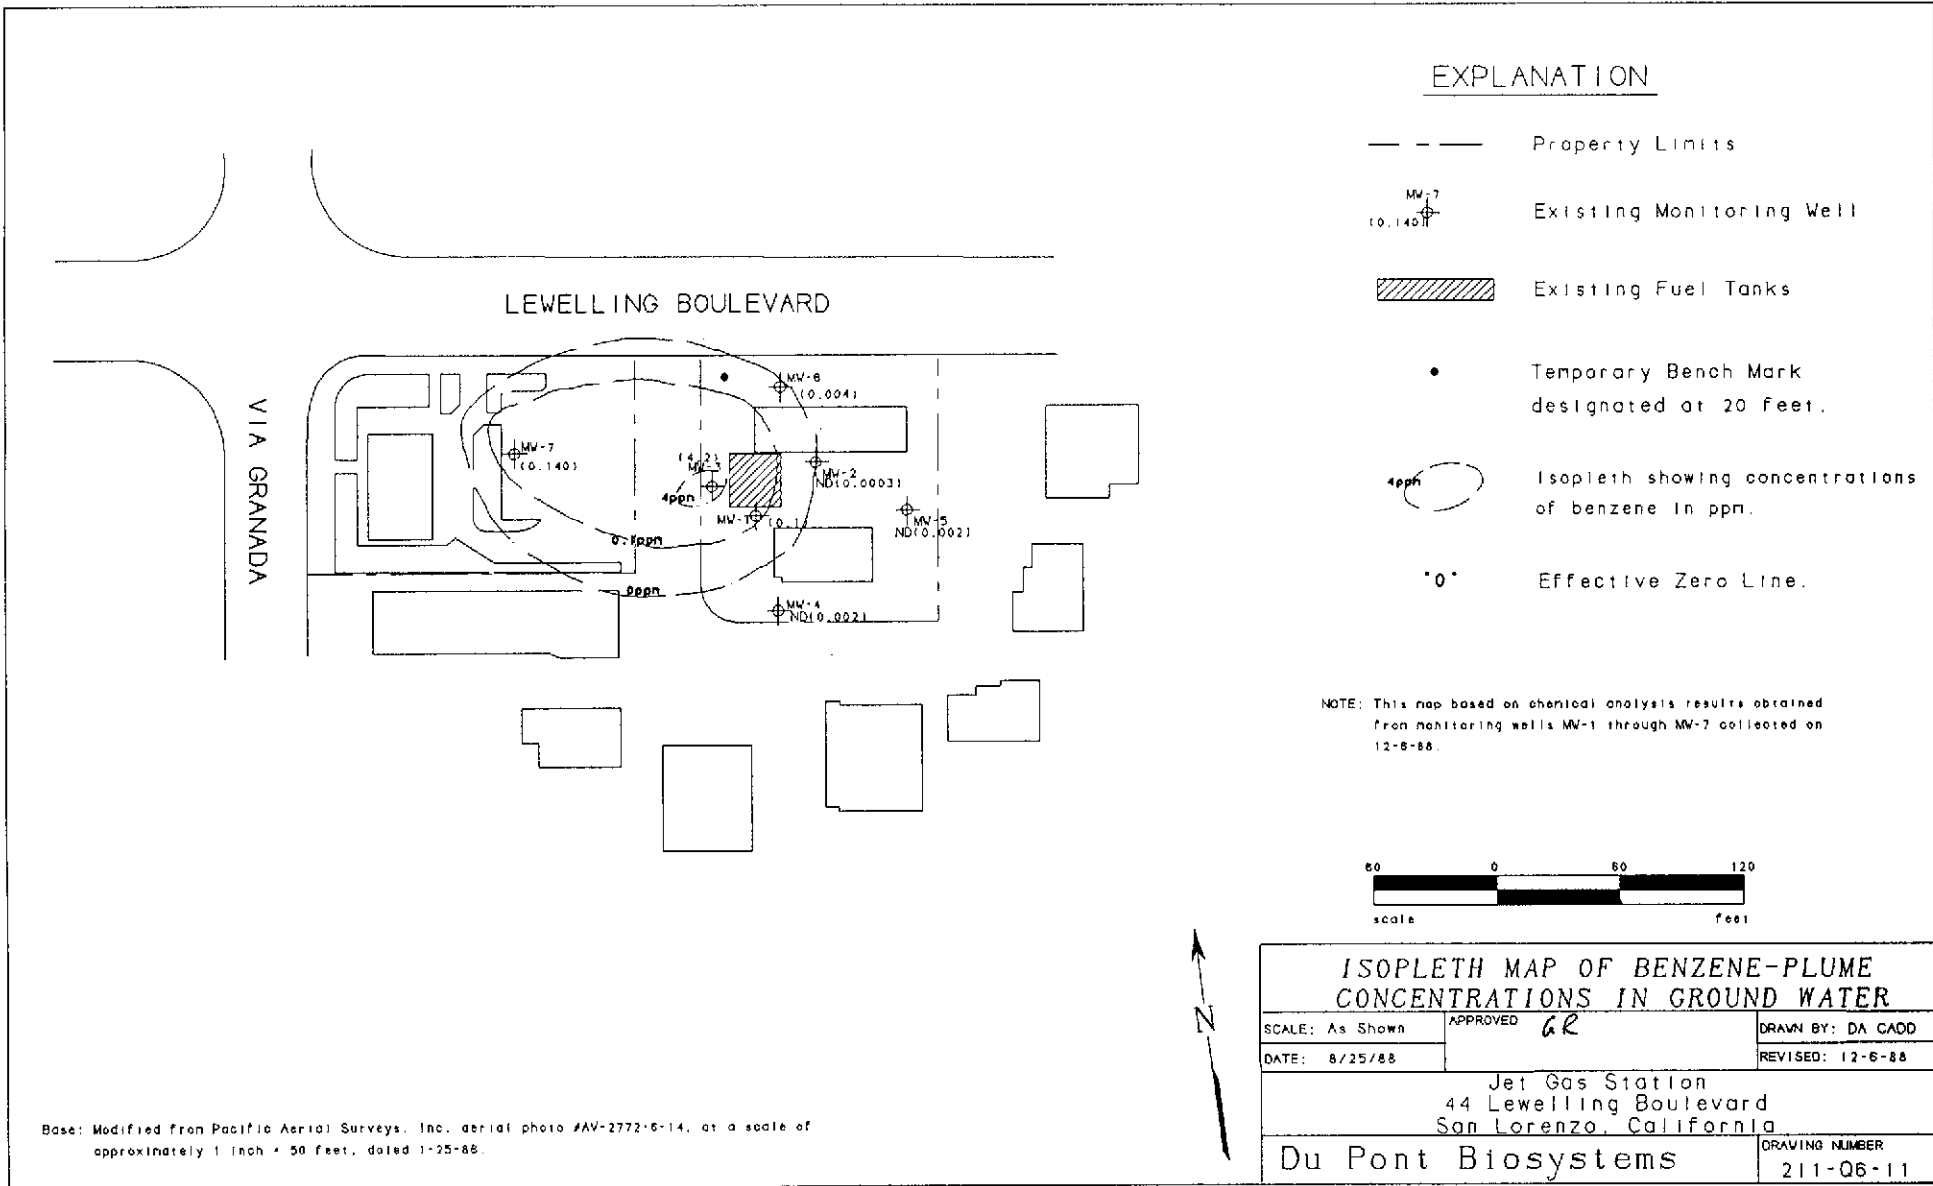 EXPLANATION
Property Limits
MW-7
(0.140)
Existing Monitoring Well
Existing Fuel Tanks
Temporary Bench Mark
designated at 20 feet.
4ppm
Isopleth showing concentrations
of benzene in ppm.
"0"
Effective Zero Line.
NOTE: This map based on chemical analysis results obtained
from monitoring wells MW-1 through MW-7 collected on
12-6-88.
LEWELLING BOULEVARD
VIA GRANADA
MW-6
(0.004)
MW-7
(0.140)
(4.2)
MW-3
4ppm
MW-2
ND(0.0003)
MW-1
(0.1)
MW-5
ND(0.002)
0.1ppm
0ppm
MW-4
ND(0.002)
60 0 60 120
scale feet
N
ISOPLETH MAP OF BENZENE-PLUME
CONCENTRATIONS IN GROUND WATER
SCALE: As Shown
APPROVED GR
DRAWN BY: DA CADD
DATE: 8/25/88
REVISED: 12-6-88
Jet Gas Station
44 Lewelling Boulevard
San Lorenzo, California
Du Pont Biosystems
DRAWING NUMBER
211-06-11
Base: Modified from Pacific Aerial Surveys, Inc. aerial photo #AV-2772-6-14, at a scale of
approximately 1 inch = 50 feet, dated 1-25-86.